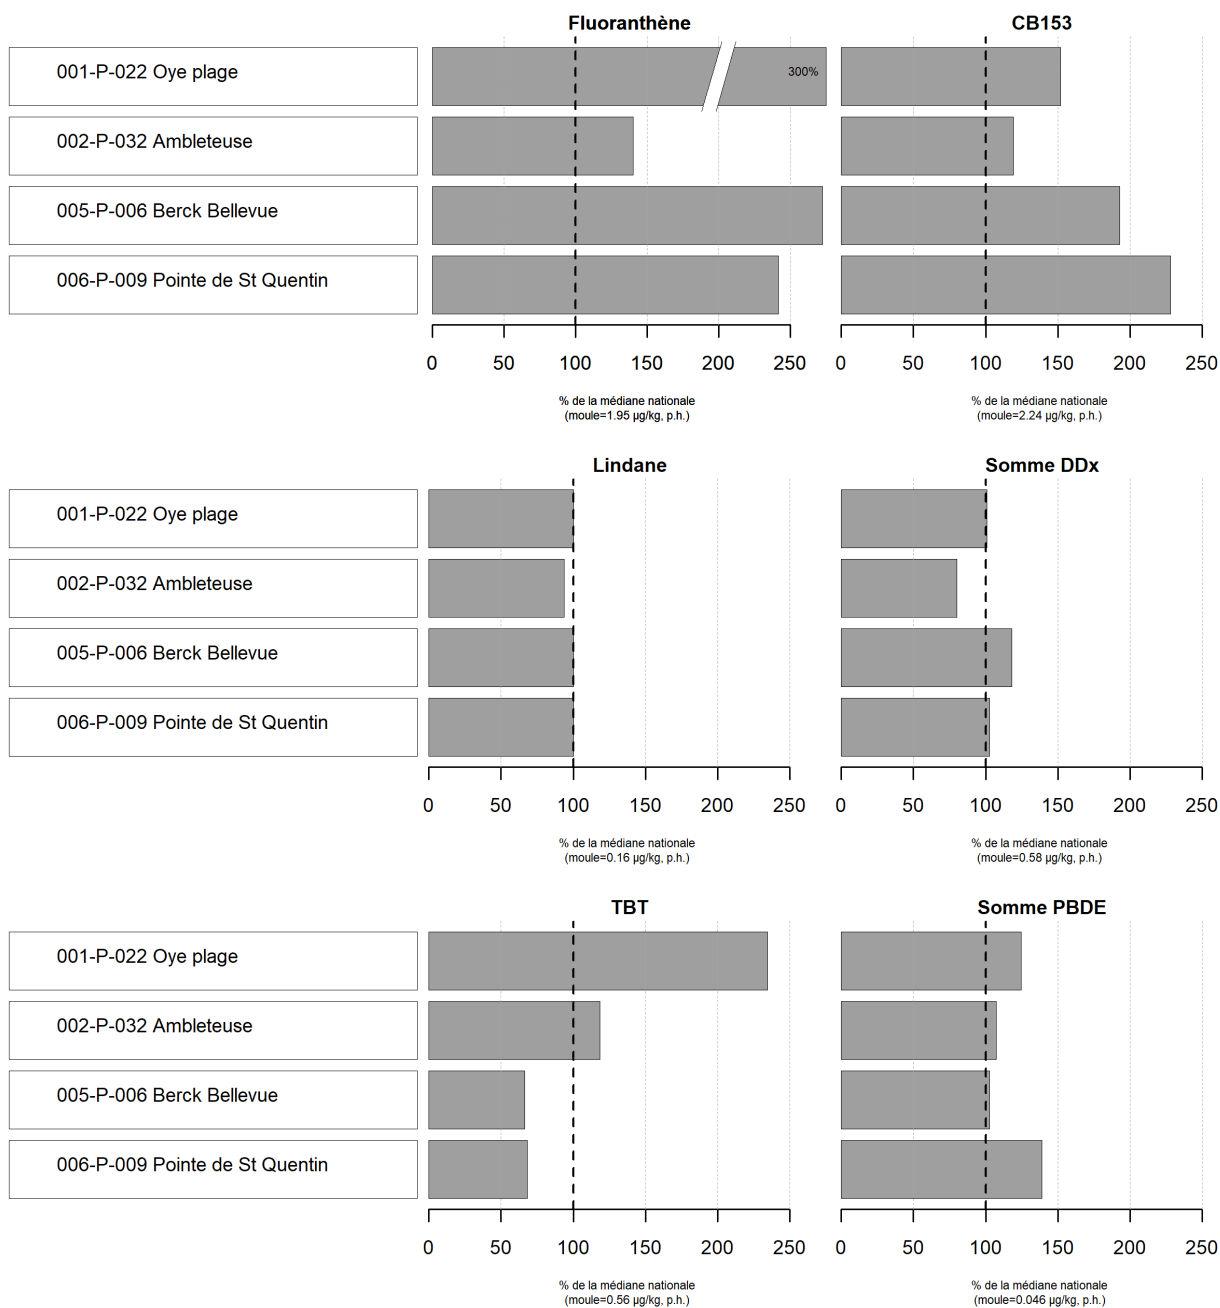 Fluoranthène
CB153
001-P-022 Oye plage
300%
002-P-032 Ambleteuse
005-P-006 Berck Bellevue
006-P-009 Pointe de St Quentin
0 50 100 150 200 250
0 50 100 150 200 250
% de la médiane nationale
(moule=1.95 µg/kg, p.h.)
% de la médiane nationale
(moule=2.24 µg/kg, p.h.)
Lindane
Somme DDx
001-P-022 Oye plage
002-P-032 Ambleteuse
005-P-006 Berck Bellevue
006-P-009 Pointe de St Quentin
0 50 100 150 200 250
0 50 100 150 200 250
% de la médiane nationale
(moule=0.16 µg/kg, p.h.)
% de la médiane nationale
(moule=0.58 µg/kg, p.h.)
TBT
Somme PBDE
001-P-022 Oye plage
002-P-032 Ambleteuse
005-P-006 Berck Bellevue
006-P-009 Pointe de St Quentin
0 50 100 150 200 250
0 50 100 150 200 250
% de la médiane nationale
(moule=0.56 µg/kg, p.h.)
% de la médiane nationale
(moule=0.046 µg/kg, p.h.)